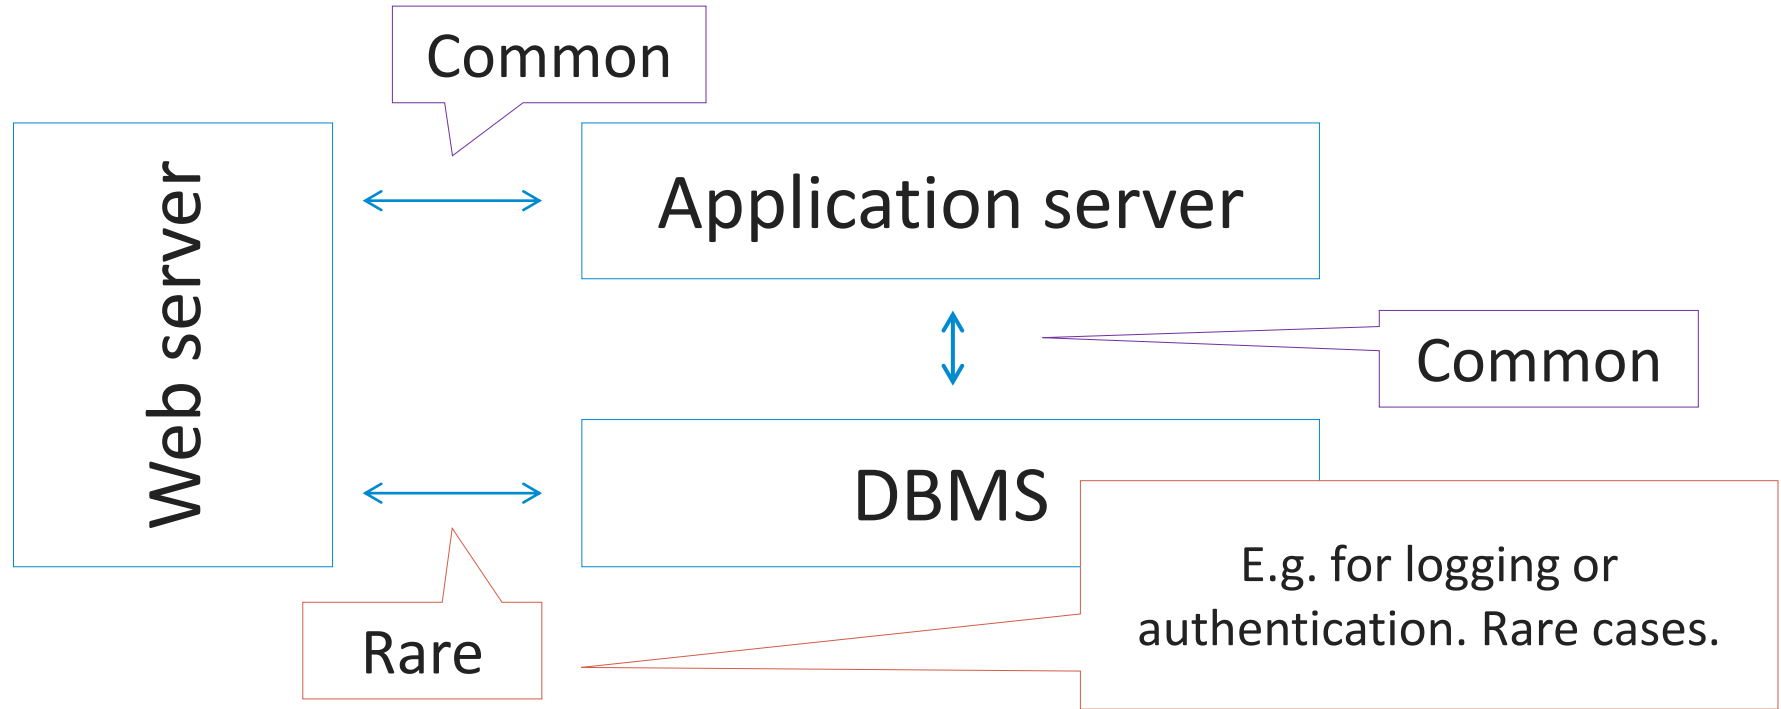 Common
Web server
Application server
Common
DBMS
E.g. for logging or
authentication. Rare cases.
Rare